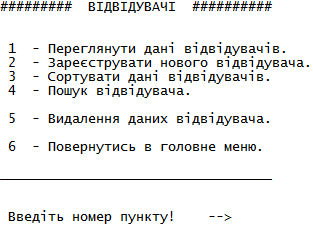 #########  ВІДВІДУВАЧІ  ##########
1  - Переглянути дані відвідувачів.
2  - Зареєструвати нового відвідувача.
3  - Сортувати дані відвідувачів.
4  - Пошук відвідувача.
5  - Видалення даних відвідувача.
6  - Повернутись в головне меню.
__________________________________
Введіть номер пункту!    -->